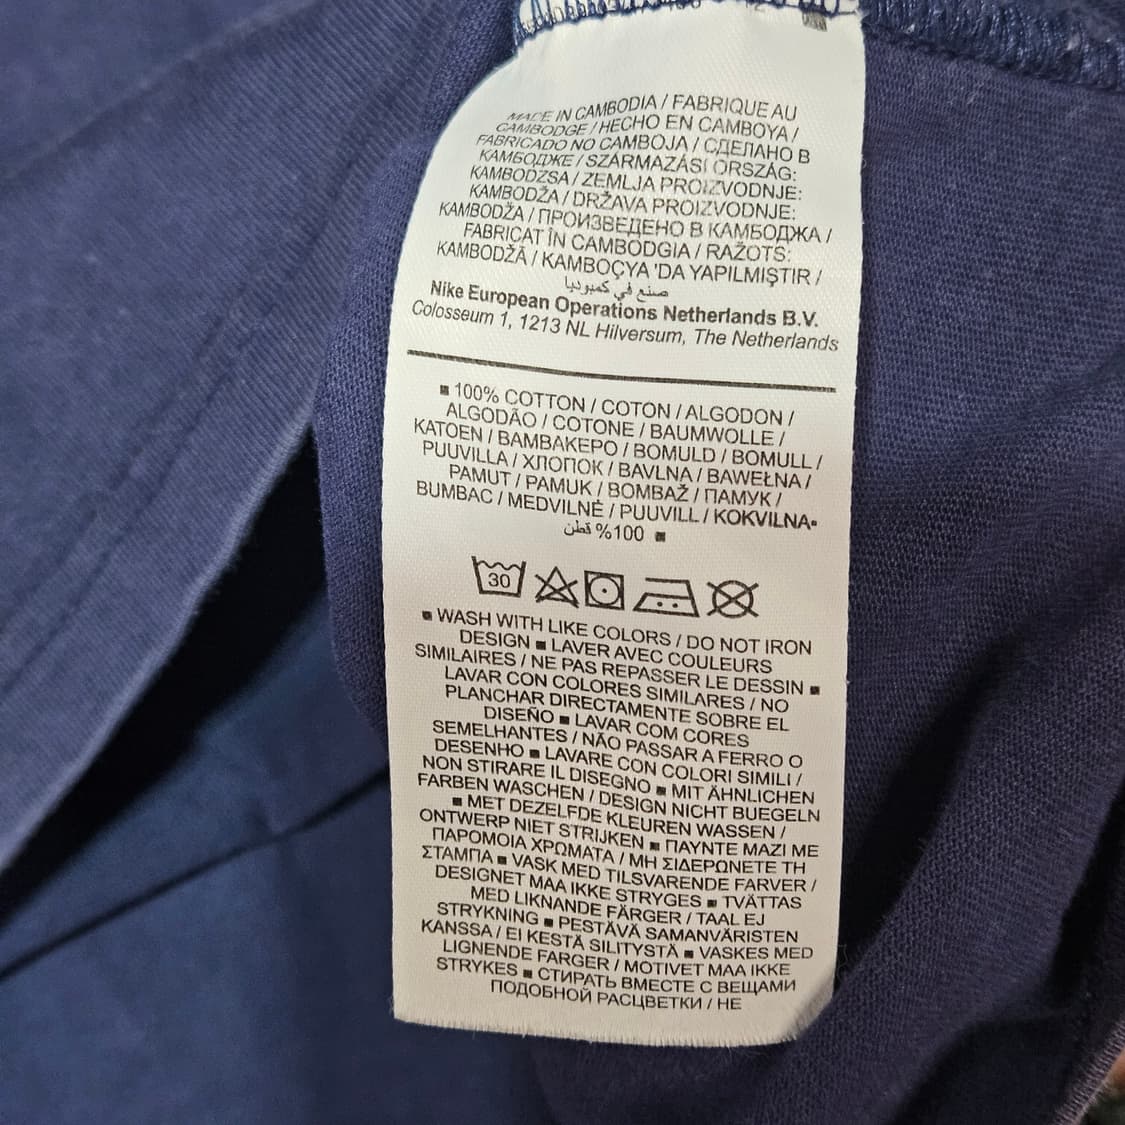 MADE IN CAMBODIA / FABRIQUE AU
CAMBODGE / HECHO EN CAMBOYA /
FABRICADO NO CAMBOJA / СДЕЛАНО В
КАМБОДЖЕ / SZÁRMAZÁSI ORSZÁG:
KAMBODZSA / ZEMLJA PROIZVODNJE:
KAMBODŽA / DRŽAVA PROIZVODNJE:
KAMBODŽA / ПРОИЗВЕДЕНО В КАМБОДЖА /
FABRICAT ÎN CAMBODGIA / RAŽOTS:
KAMBODŽĀ / KAMBOÇYA 'DA YAPILMIŞTIR /
صنع في كمبوديا
Nike European Operations Netherlands B.V.
Colosseum 1, 1213 NL Hilversum, The Netherlands
▪ 100% COTTON / COTON / ALGODON /
ALGODÃO / COTONE / BAUMWOLLE /
KATOEN / ΒΑΜΒΑΚΕΡΟ / BOMULD / BOMULL /
PUUVILLA / ХЛОПОК / BAVLNA / BAWEŁNA /
PAMUT / PAMUK / BOMBAŽ / ПАМУК /
BUMBAC / MEDVILNĖ / PUUVILL / KOKVILNA▪
100% قطن ▪
30
▪ WASH WITH LIKE COLORS / DO NOT IRON
DESIGN ▪ LAVER AVEC COULEURS
SIMILAIRES / NE PAS REPASSER LE DESSIN ▪
LAVAR CON COLORES SIMILARES / NO
PLANCHAR DIRECTAMENTE SOBRE EL
DISEÑO ▪ LAVAR COM CORES
SEMELHANTES / NÃO PASSAR A FERRO O
DESENHO ▪ LAVARE CON COLORI SIMILI /
NON STIRARE IL DISEGNO ▪ MIT ÄHNLICHEN
FARBEN WASCHEN / DESIGN NICHT BUEGELN
▪ MET DEZELFDE KLEUREN WASSEN /
ONTWERP NIET STRIJKEN ▪ ΠΛΥΝΤΕ ΜΑΖΙ ΜΕ
ΠΑΡΟΜΟΙΑ ΧΡΩΜΑΤΑ / ΜΗ ΣΙΔΕΡΩΝΕΤΕ ΤΗ
ΣΤΑΜΠΑ ▪ VASK MED TILSVARENDE FARVER /
DESIGNET MAA IKKE STRYGES ▪ TVÄTTAS
MED LIKNANDE FÄRGER / TAAL EJ
STRYKNING ▪ PESTÄVÄ SAMANVÄRISTEN
KANSSA / EI KESTÄ SILITYSTÄ ▪ VASKES MED
LIGNENDE FARGER / MOTIVET MAA IKKE
STRYKES ▪ СТИРАТЬ ВМЕСТЕ С ВЕЩАМИ
ПОДОБНОЙ РАСЦВЕТКИ / НЕ